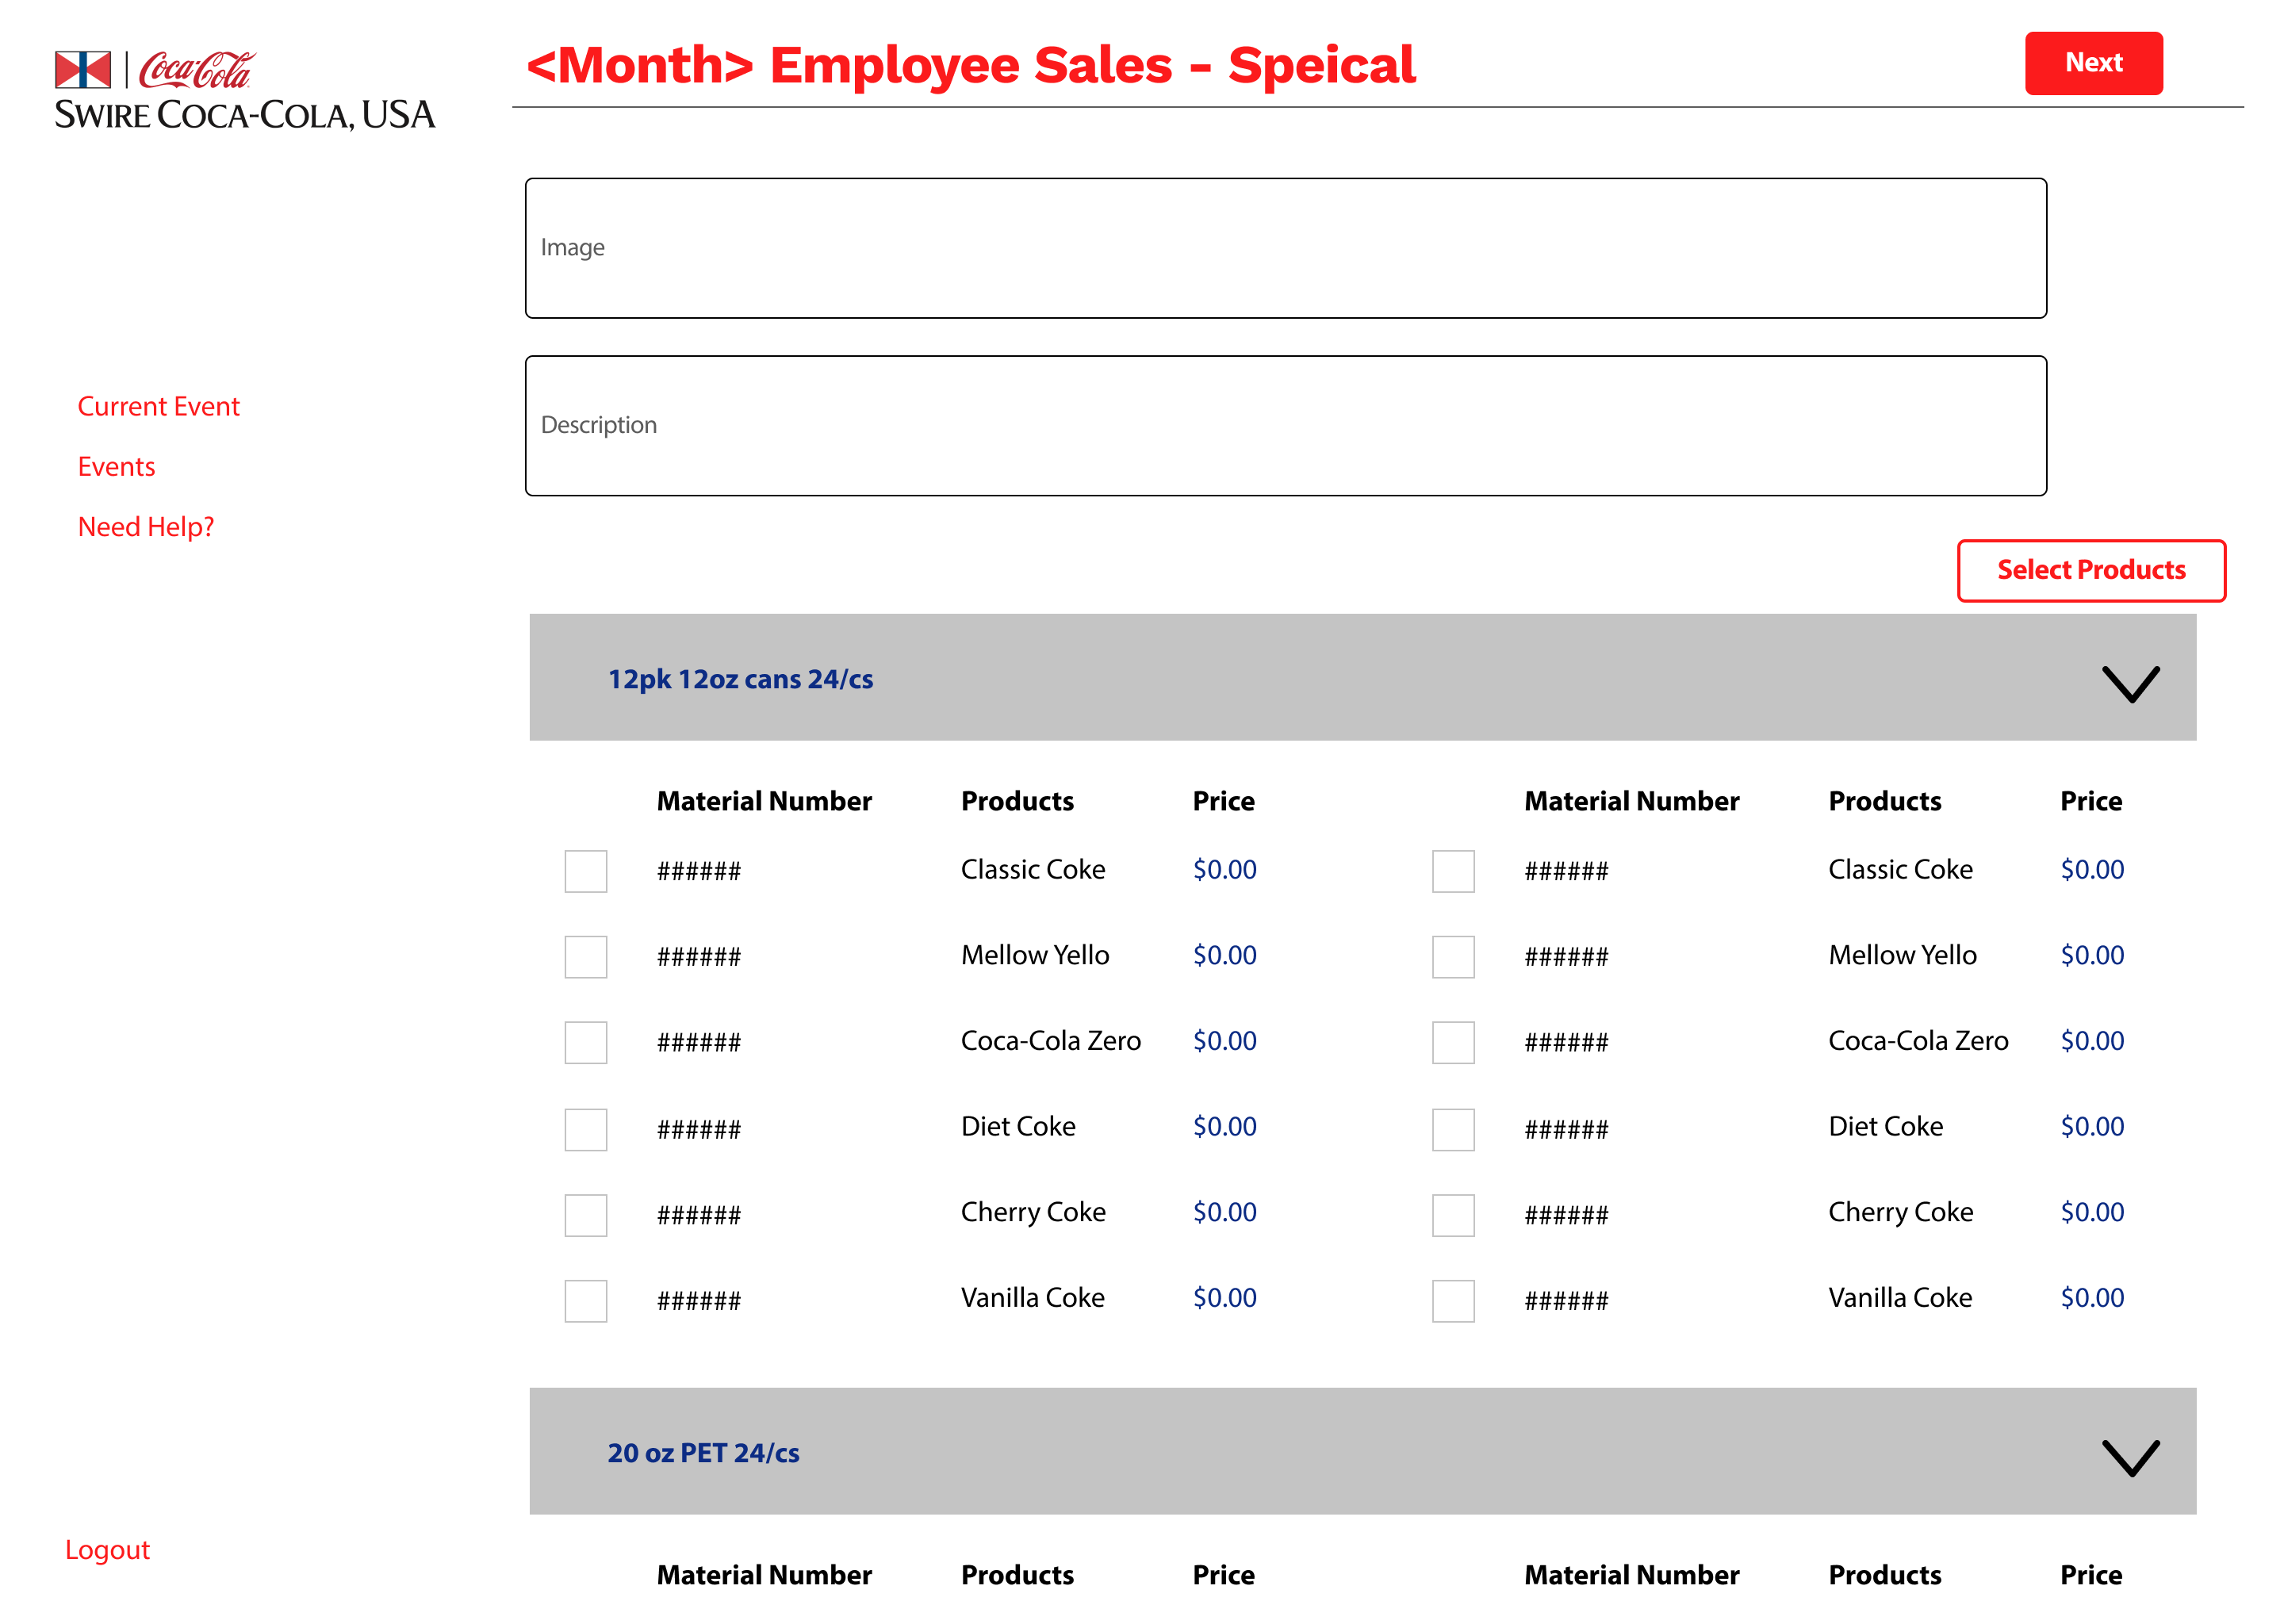 Coca-Cola
SWIRE COCA-COLA, USA
<Month> Employee Sales - Speical
Next
Image
Description
Current Event
Events
Need Help?
Select Products
12pk 12oz cans 24/cs
Material Number Products Price Material Number Products Price
###### Classic Coke $0.00 ###### Classic Coke $0.00
###### Mellow Yello $0.00 ###### Mellow Yello $0.00
###### Coca-Cola Zero $0.00 ###### Coca-Cola Zero $0.00
###### Diet Coke $0.00 ###### Diet Coke $0.00
###### Cherry Coke $0.00 ###### Cherry Coke $0.00
###### Vanilla Coke $0.00 ###### Vanilla Coke $0.00
20 oz PET 24/cs
Logout
Material Number Products Price Material Number Products Price